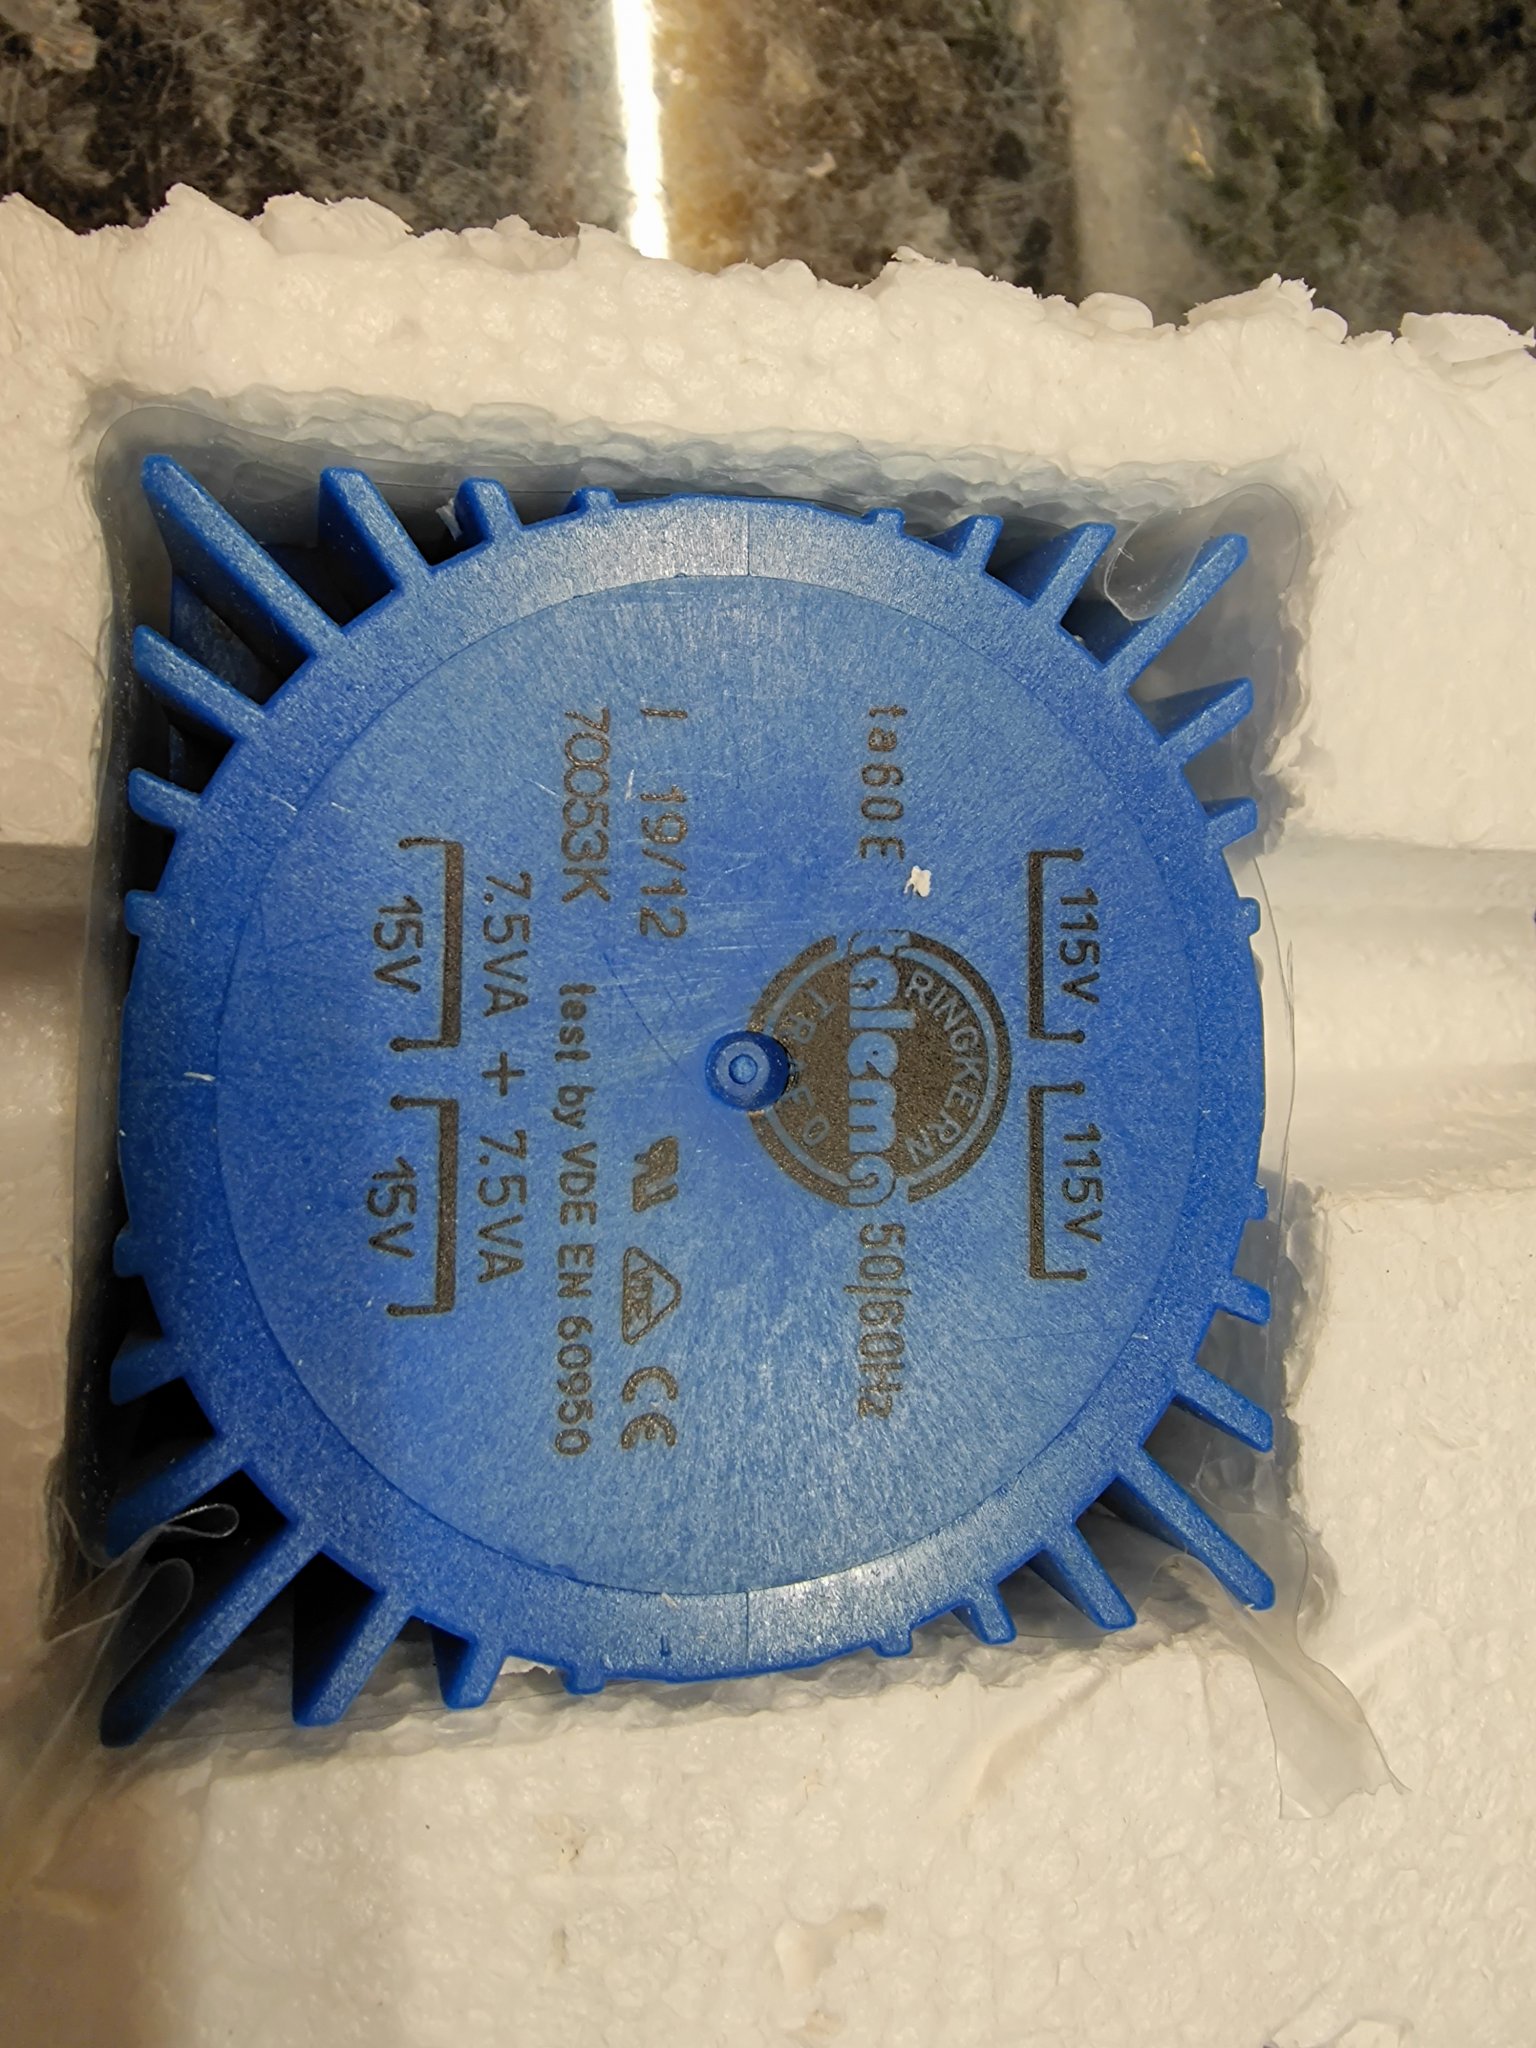 115V 115V
RINGKERN
talema
TRAFO
ta60E 50/60Hz
I 19/12
70053K test by VDE EN 60950
7.5VA + 7.5VA
15V 15V
CE